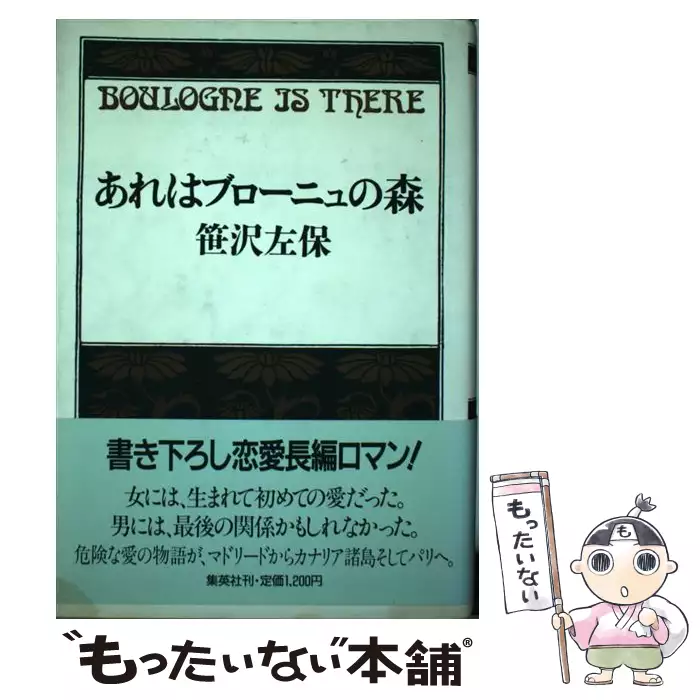 BOULOGNE IS THERE
あれはブローニュの森
笹沢左保
書き下ろし恋愛長編ロマン!
女には、生まれて初めての愛だった。
男には、最後の関係かもしれなかった。
危険な愛の物語が、マドリードからカナリア諸島そしてパリへ。
集英社刊・定価1,200円
もったいない
も
"もったいない"本舗®